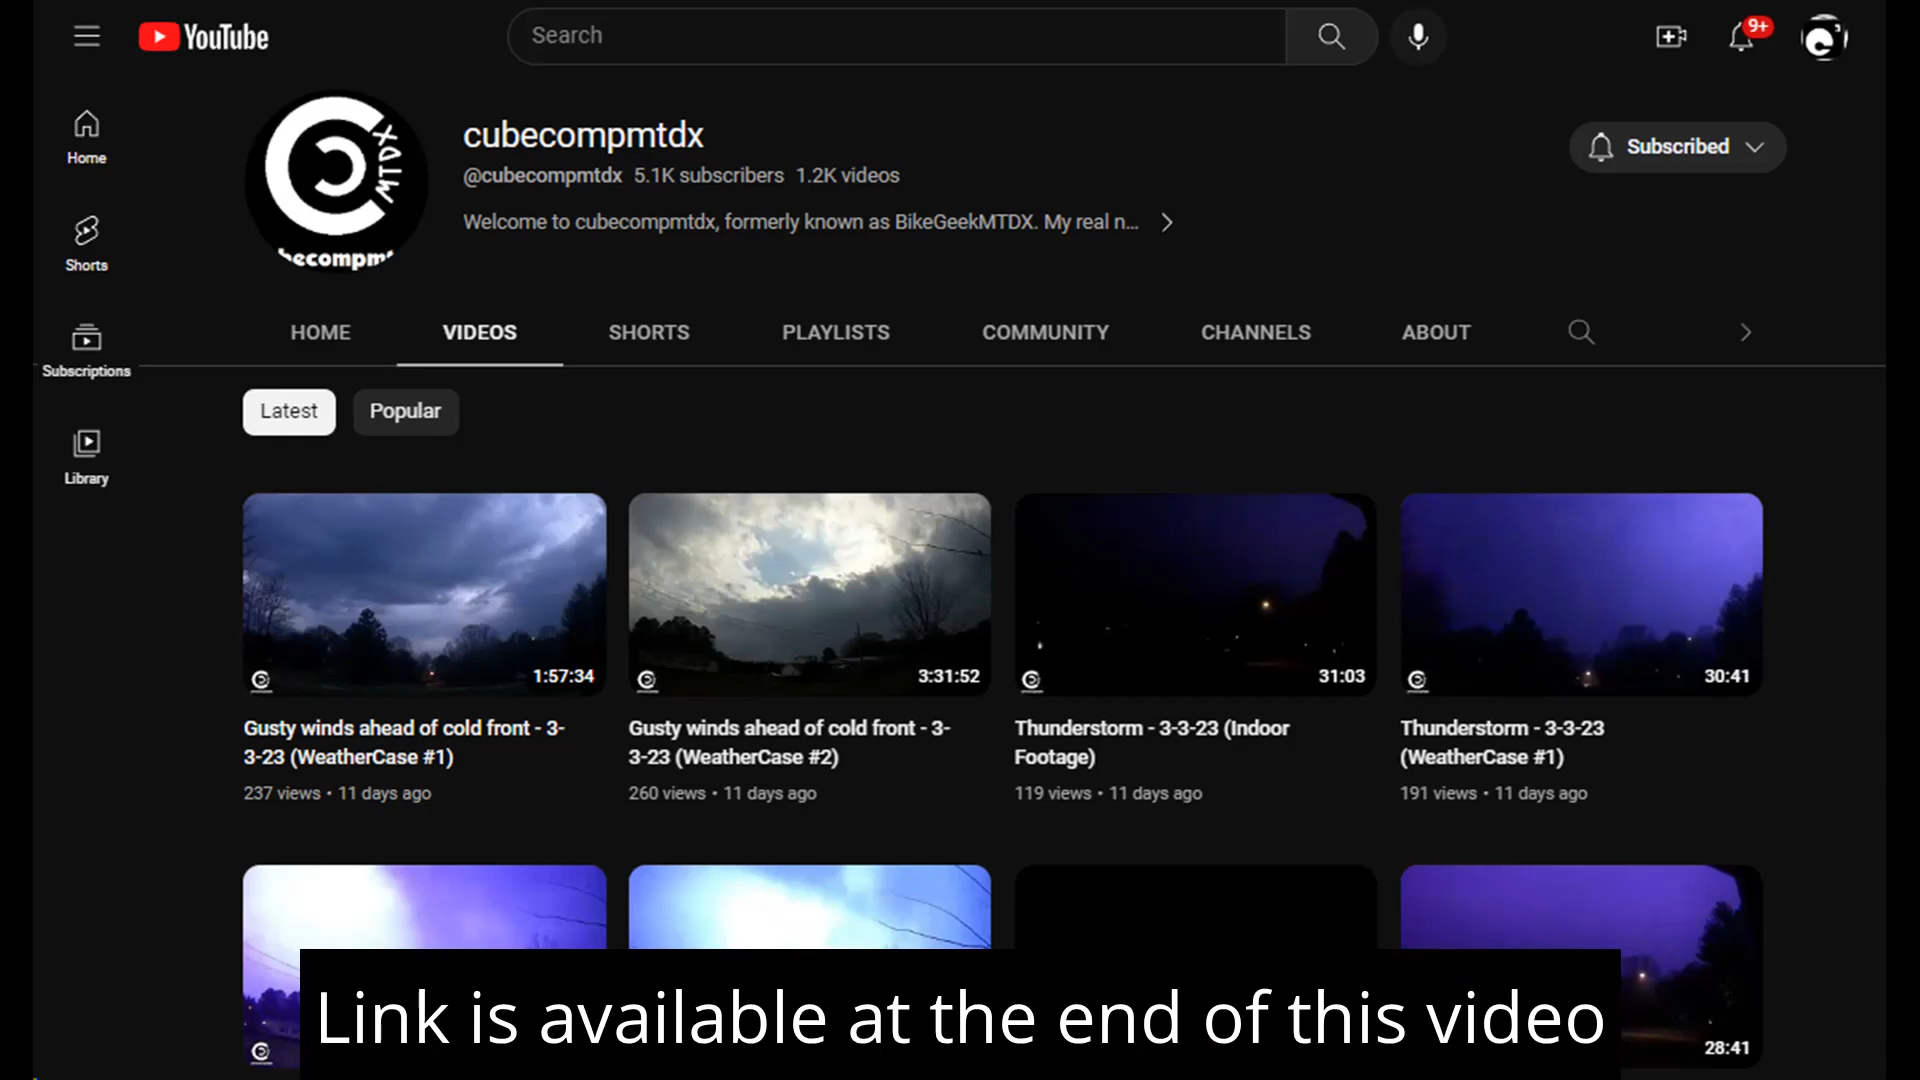 YouTube
Search
9+
Home
Shorts
Subscriptions
Library
MTDX
becompmt
cubecompmtdx
@cubecompmtdx 5.1K subscribers 1.2K videos
Welcome to cubecompmtdx, formerly known as BikeGeekMTDX. My real n...
Subscribed
HOME
VIDEOS
SHORTS
PLAYLISTS
COMMUNITY
CHANNELS
ABOUT
Latest
Popular
1:57:34
Gusty winds ahead of cold front - 3-
3-23 (WeatherCase #1)
237 views • 11 days ago
3:31:52
Gusty winds ahead of cold front - 3-
3-23 (WeatherCase #2)
260 views • 11 days ago
31:03
Thunderstorm - 3-3-23 (Indoor
Footage)
119 views • 11 days ago
30:41
Thunderstorm - 3-3-23
(WeatherCase #1)
191 views • 11 days ago
28:41
Link is available at the end of this video